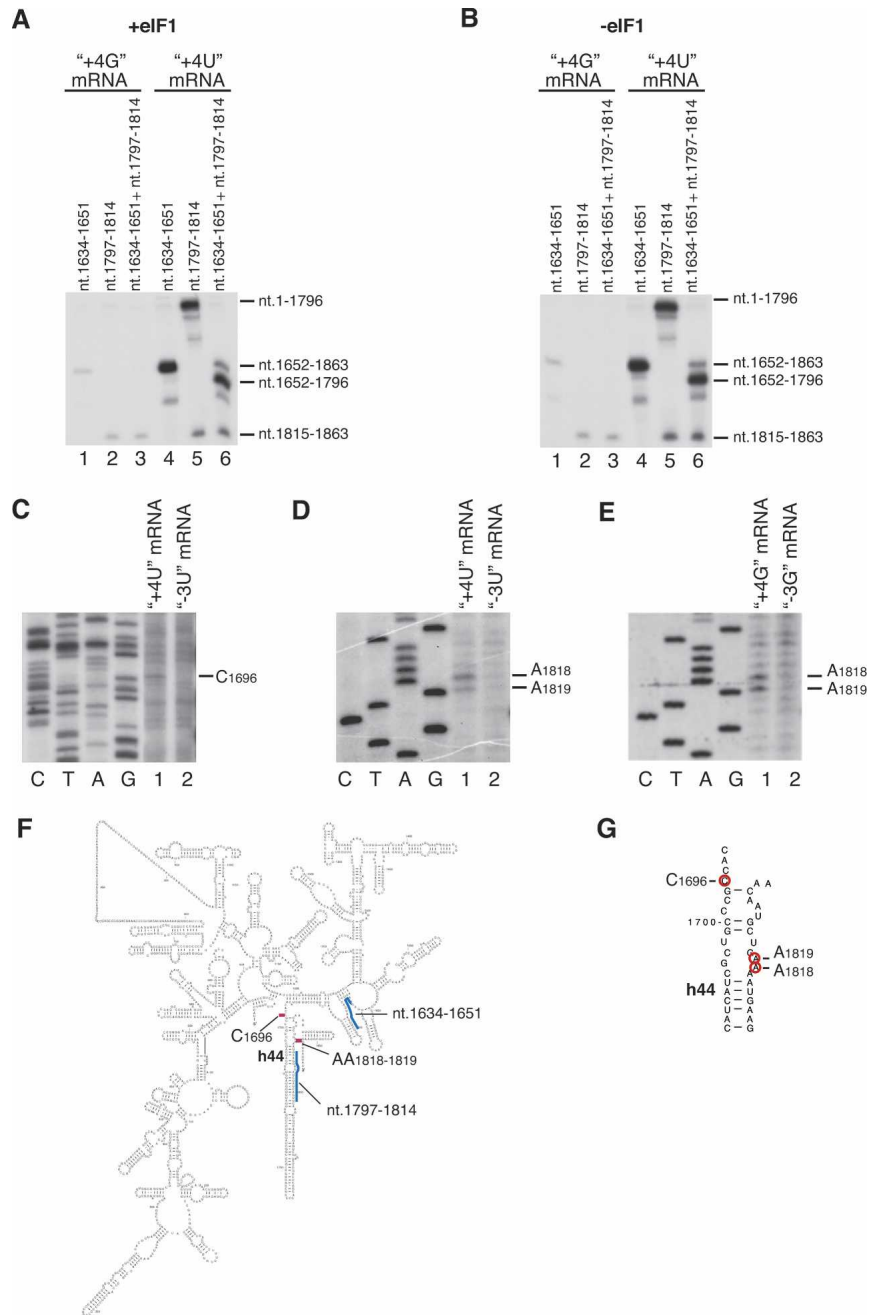 A
+eIF1
"+4G"
mRNA
"+4U"
mRNA
nt.1634-1651
nt.1797-1814
nt.1634-1651+ nt.1797-1814
nt.1634-1651
nt.1797-1814
nt.1634-1651+ nt.1797-1814
nt.1-1796
nt.1652-1863
nt.1652-1796
nt.1815-1863
1 2 3 4 5 6
B
-eIF1
"+4G"
mRNA
"+4U"
mRNA
nt.1634-1651
nt.1797-1814
nt.1634-1651+ nt.1797-1814
nt.1634-1651
nt.1797-1814
nt.1634-1651+ nt.1797-1814
nt.1-1796
nt.1652-1863
nt.1652-1796
nt.1815-1863
1 2 3 4 5 6
C
"+4U" mRNA
"-3U" mRNA
C1696
C T A G 1 2
D
"+4U" mRNA
"-3U" mRNA
A1818
A1819
C T A G 1 2
E
"+4G" mRNA
"-3G" mRNA
A1818
A1819
C T A G 1 2
F
nt.1634-1651
C1696
h44
AA1818-1819
nt.1797-1814
G
C1696
1700-
A1819
A1818
h44